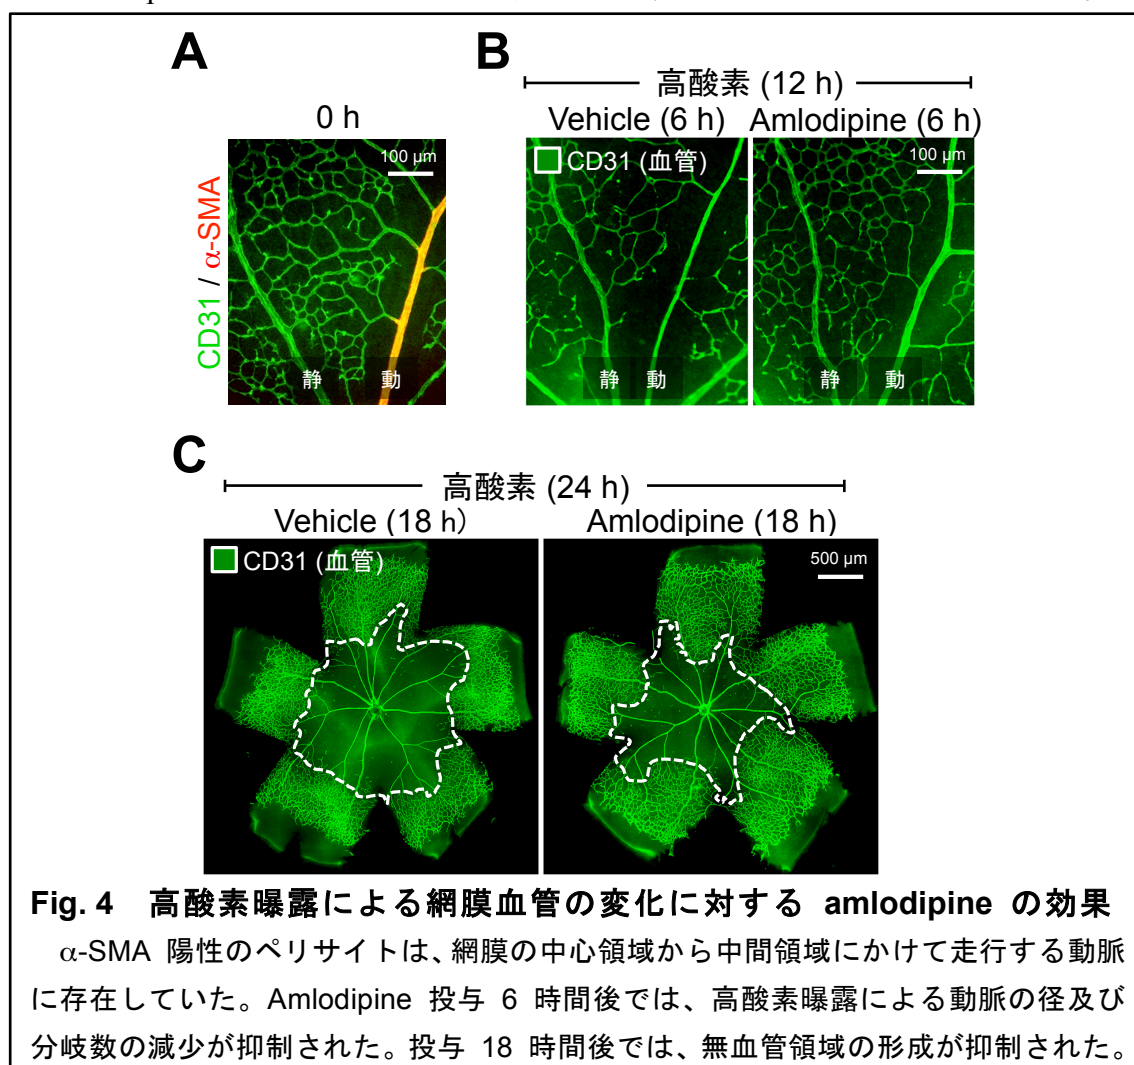 A
0 h
100 μm
CD31 / α-SMA
静
動
B
高酸素 (12 h)
Vehicle (6 h)
Amlodipine (6 h)
CD31 (血管)
100 μm
静
動
静
動
C
高酸素 (24 h)
Vehicle (18 h)
Amlodipine (18 h)
CD31 (血管)
500 μm
Fig. 4 高酸素曝露による網膜血管の変化に対する amlodipine の効果
α-SMA 陽性のペリサイトは、網膜の中心領域から中間領域にかけて走行する動脈
に存在していた。Amlodipine 投与 6 時間後では、高酸素曝露による動脈の径及び
分岐数の減少が抑制された。投与 18 時間後では、無血管領域の形成が抑制された。